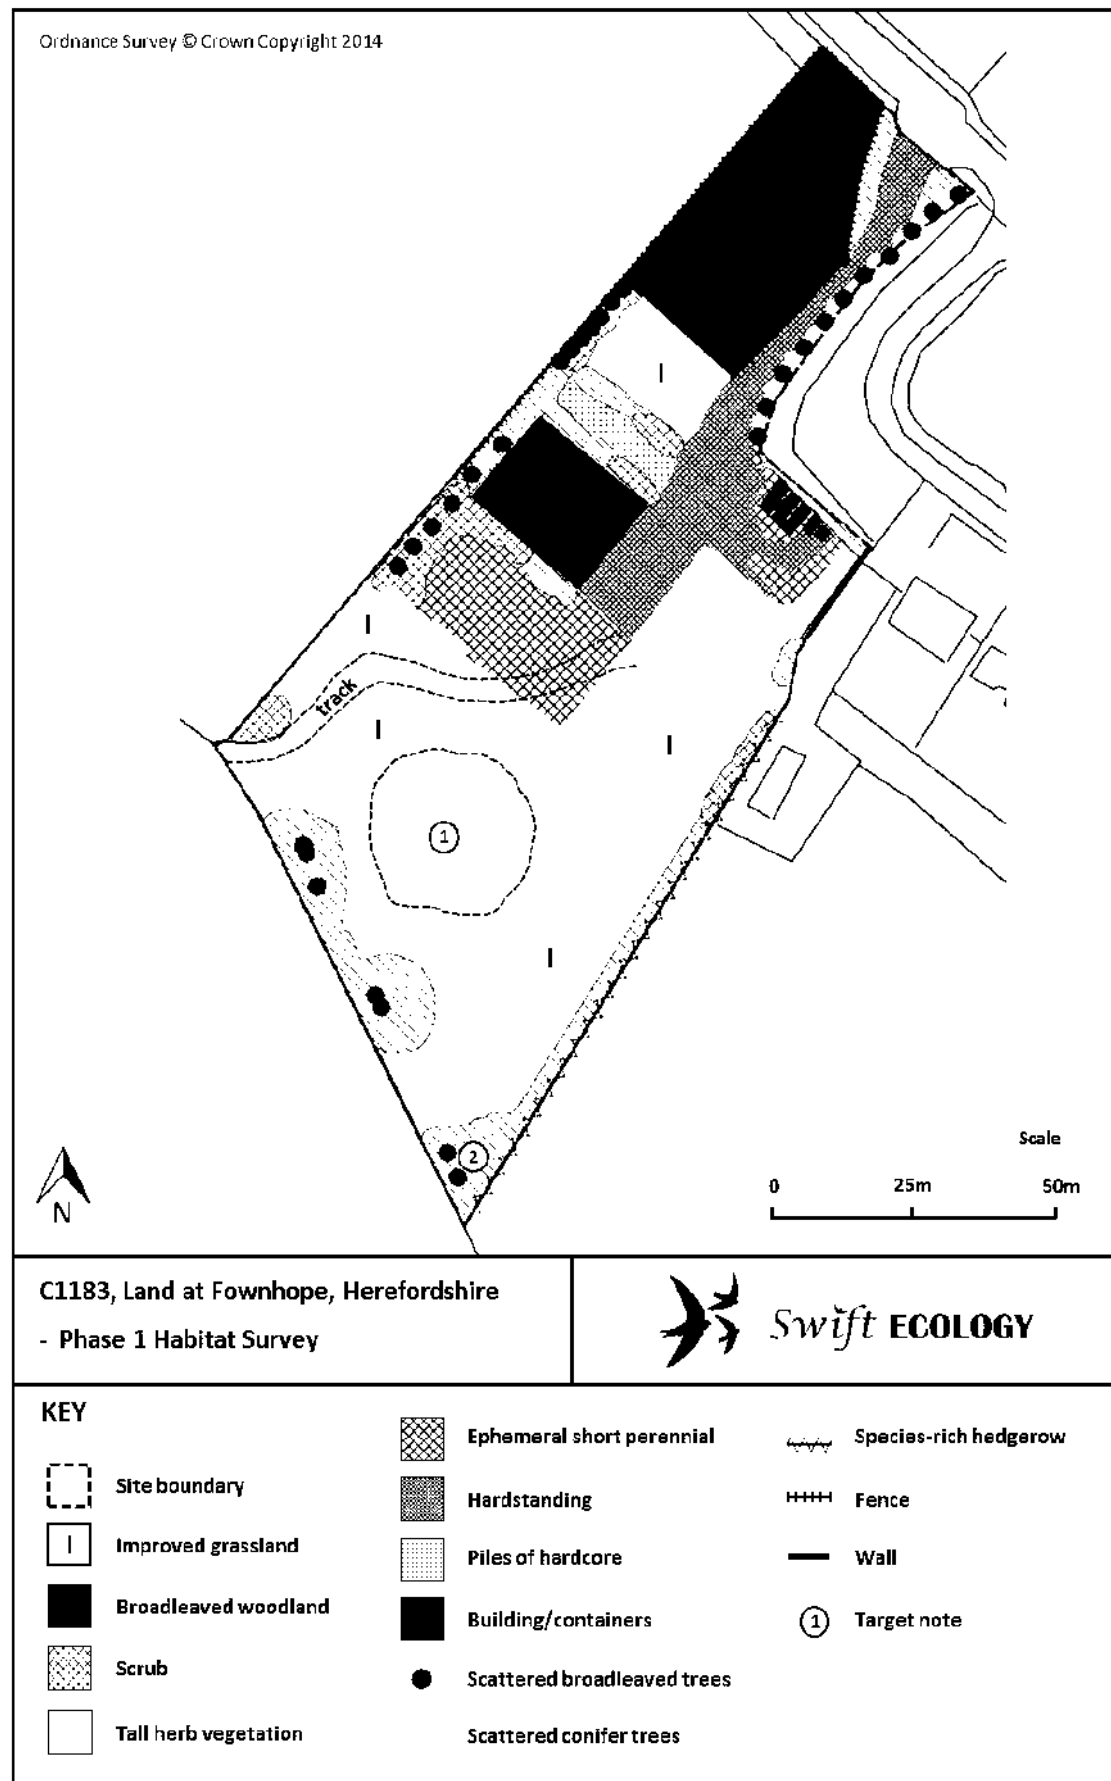 Ordnance Survey © Crown Copyright 2014
I
I
track
I
I
1
I
2
N
Scale
0 25m 50m
C1183, Land at Fownhope, Herefordshire
- Phase 1 Habitat Survey
Swift ECOLOGY
KEY
Site boundary
I Improved grassland
Broadleaved woodland
Scrub
Tall herb vegetation
Ephemeral short perennial
Hardstanding
Piles of hardcore
Building/containers
Scattered broadleaved trees
Scattered conifer trees
Species-rich hedgerow
Fence
Wall
1 Target note